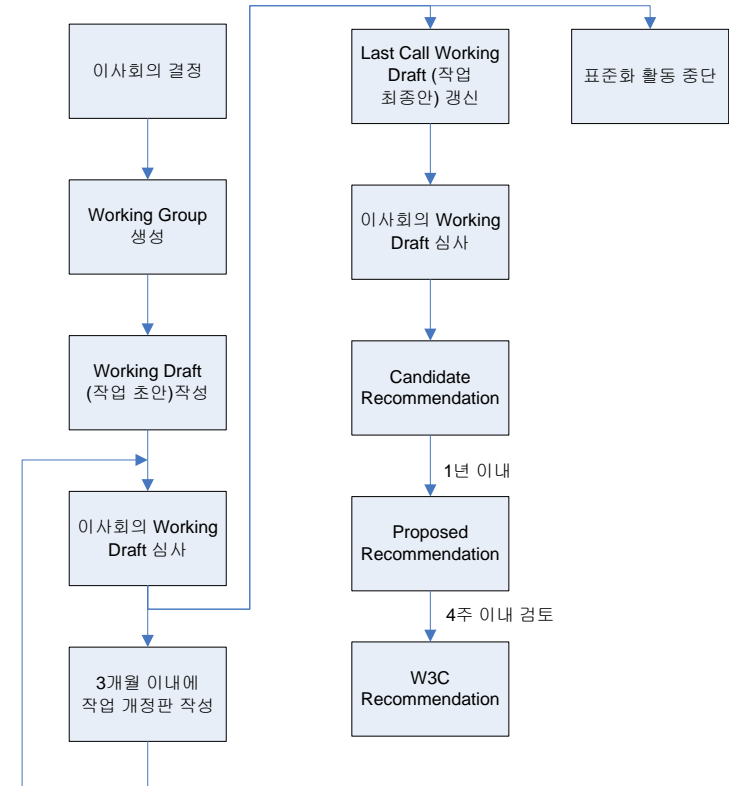 이사회의 결정
Working Group
생성
Working Draft
(작업 초안)작성
이사회의 Working
Draft 심사
3개월 이내에
작업 개정판 작성
Last Call Working
Draft (작업
최종안) 갱신
이사회의 Working
Draft 심사
Candidate
Recommendation
1년 이내
Proposed
Recommendation
4주 이내 검토
W3C
Recommendation
표준화 활동 중단